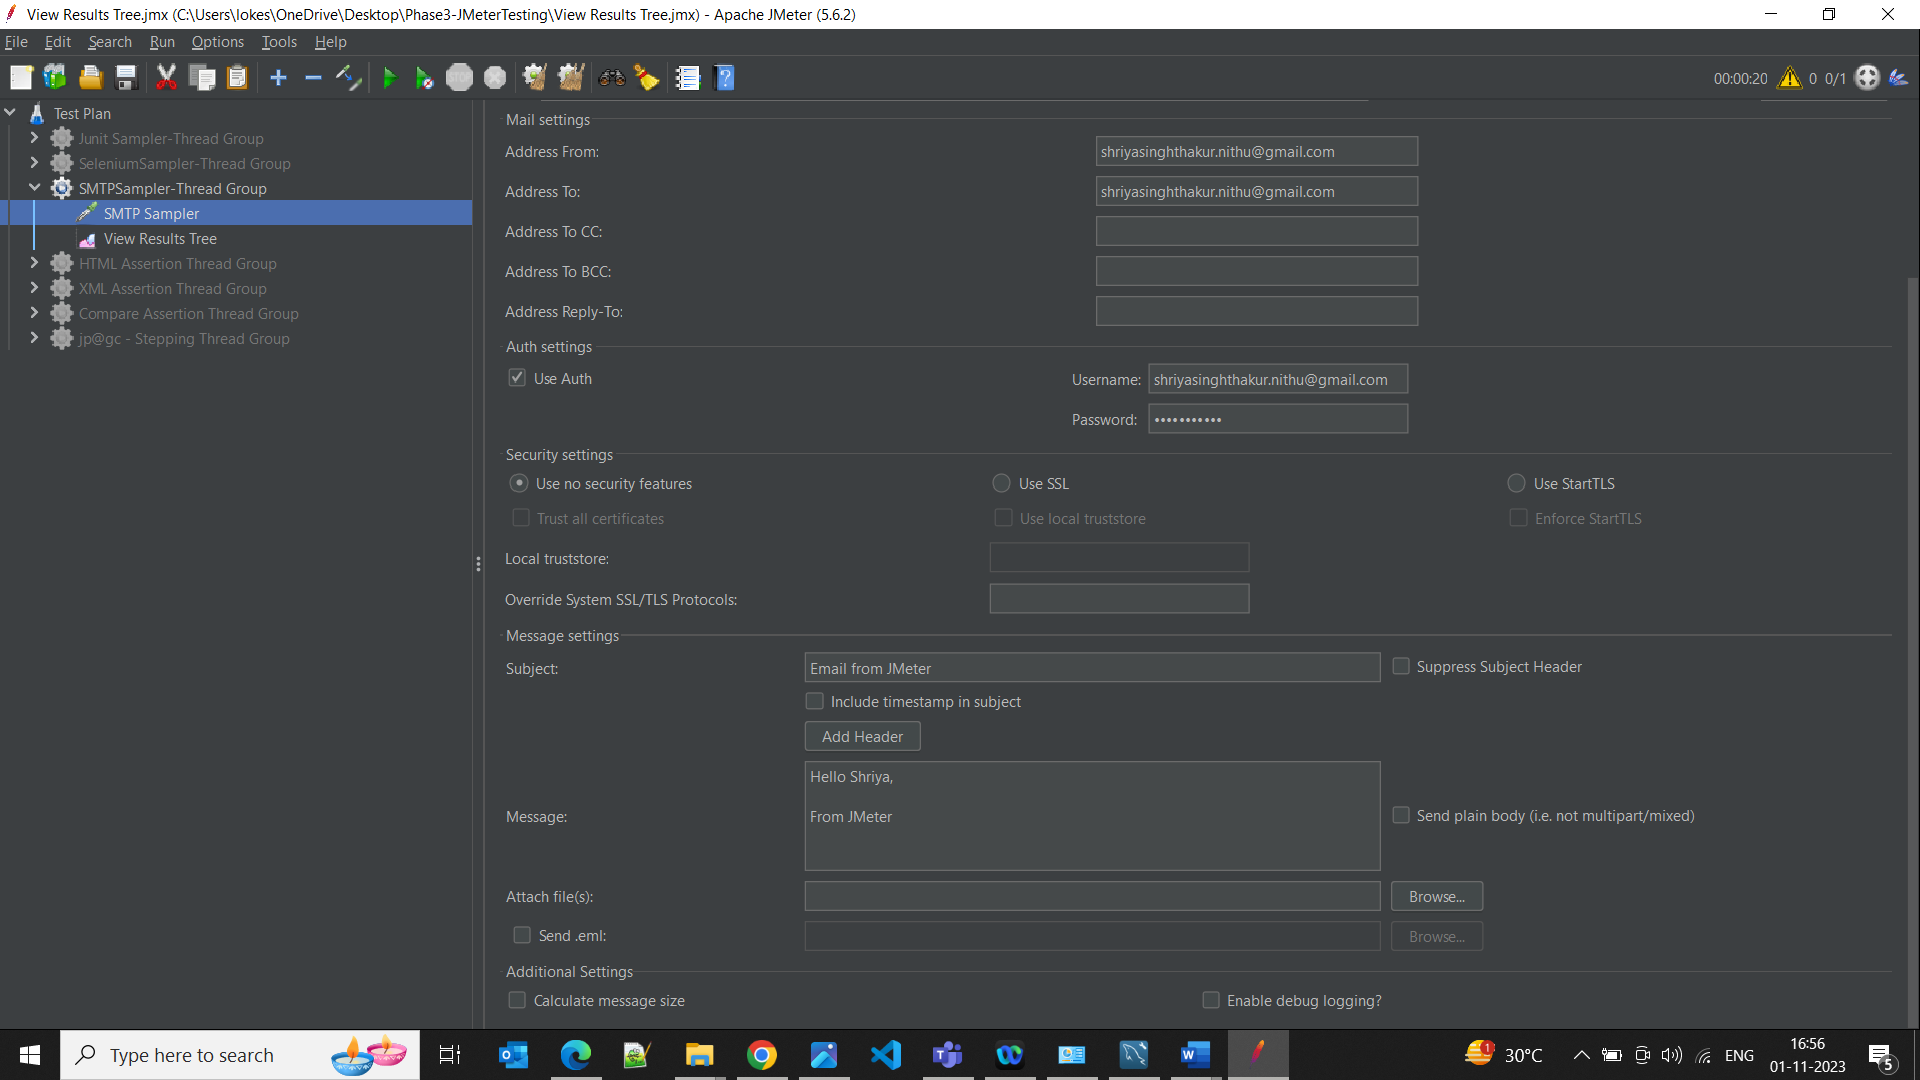 View Results Tree.jmx (C:\Users\lokes\OneDrive\Desktop\Phase3-JMeterTesting\View Results Tree.jmx) - Apache JMeter (5.6.2)
File Edit Search Run Options Tools Help
STOP
00:00:20 0 0/1
Test Plan
Junit Sampler-Thread Group
SeleniumSampler-Thread Group
SMTPSampler-Thread Group
SMTP Sampler
View Results Tree
HTML Assertion Thread Group
XML Assertion Thread Group
Compare Assertion Thread Group
jp@gc - Stepping Thread Group
Mail settings
Address From: shriyasinghthakur.nithu@gmail.com
Address To: shriyasinghthakur.nithu@gmail.com
Address To CC:
Address To BCC:
Address Reply-To:
Auth settings
Use Auth Username: shriyasinghthakur.nithu@gmail.com
Password: •••••••••••
Security settings
Use no security features Use SSL Use StartTLS
Trust all certificates Use local truststore Enforce StartTLS
Local truststore:
Override System SSL/TLS Protocols:
Message settings
Subject: Email from JMeter Suppress Subject Header
Include timestamp in subject
Add Header
Hello Shriya,
Message: From JMeter Send plain body (i.e. not multipart/mixed)
Attach file(s): Browse...
Send .eml: Browse...
Additional Settings
Calculate message size Enable debug logging?
Type here to search
1 30°C ENG 16:56
01-11-2023 5